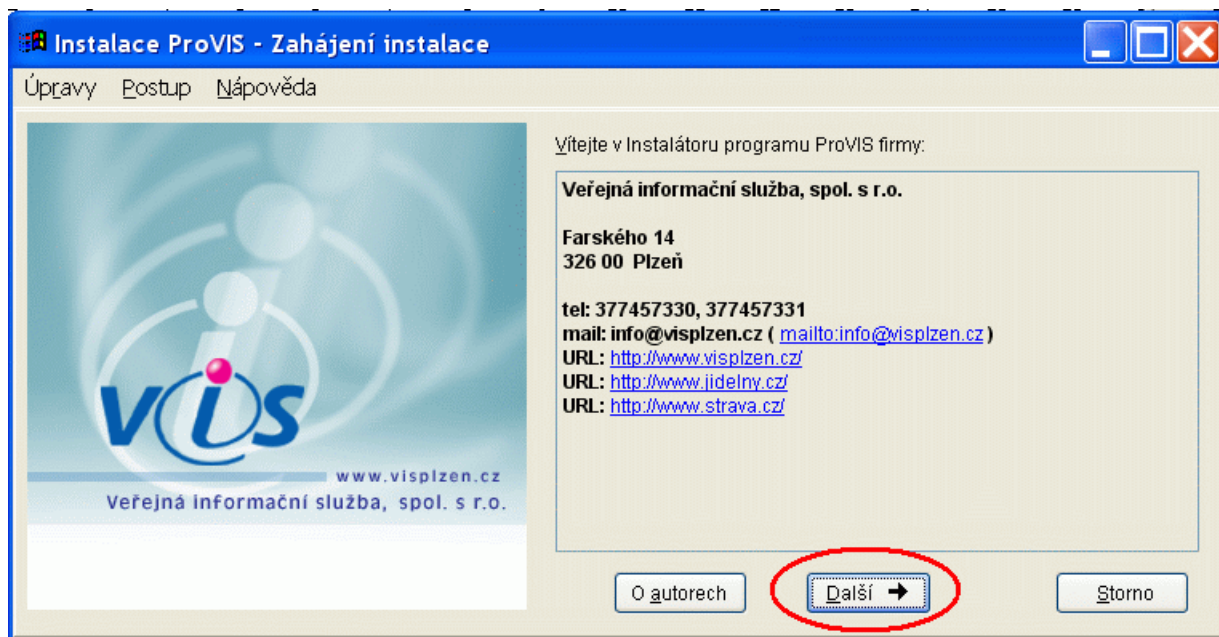 Instalace ProVIS - Zahájení instalace
Úpravy Postup Nápověda
Vítejte v Instalátoru programu ProVIS firmy:
Veřejná informační služba, spol. s r.o.
Farského 14
326 00 Plzeň
tel: 377457330, 377457331
mail: info@visplzen.cz ( mailto:info@visplzen.cz )
URL: http://www.visplzen.cz/
URL: http://www.jidelny.cz/
URL: http://www.strava.cz/
vis
www.visplzen.cz
Veřejná informační služba, spol. s r.o.
O autorech
Další
Storno